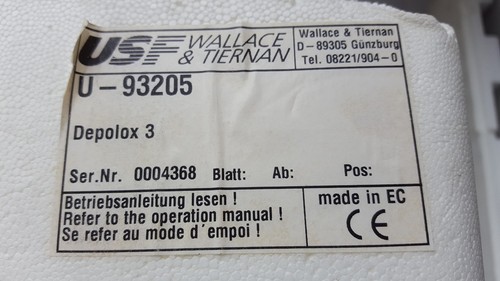 USF WALLACE & TIERNAN
Wallace & Tiernan
D-89305 Günzburg
Tel. 08221/904-0
U-93205
Depolox 3
Ser.Nr. 0004368 Blatt: Ab: Pos:
Betriebsanleitung lesen !
Refer to the operation manual !
Se refer au mode d´empoi !
made in EC
CE